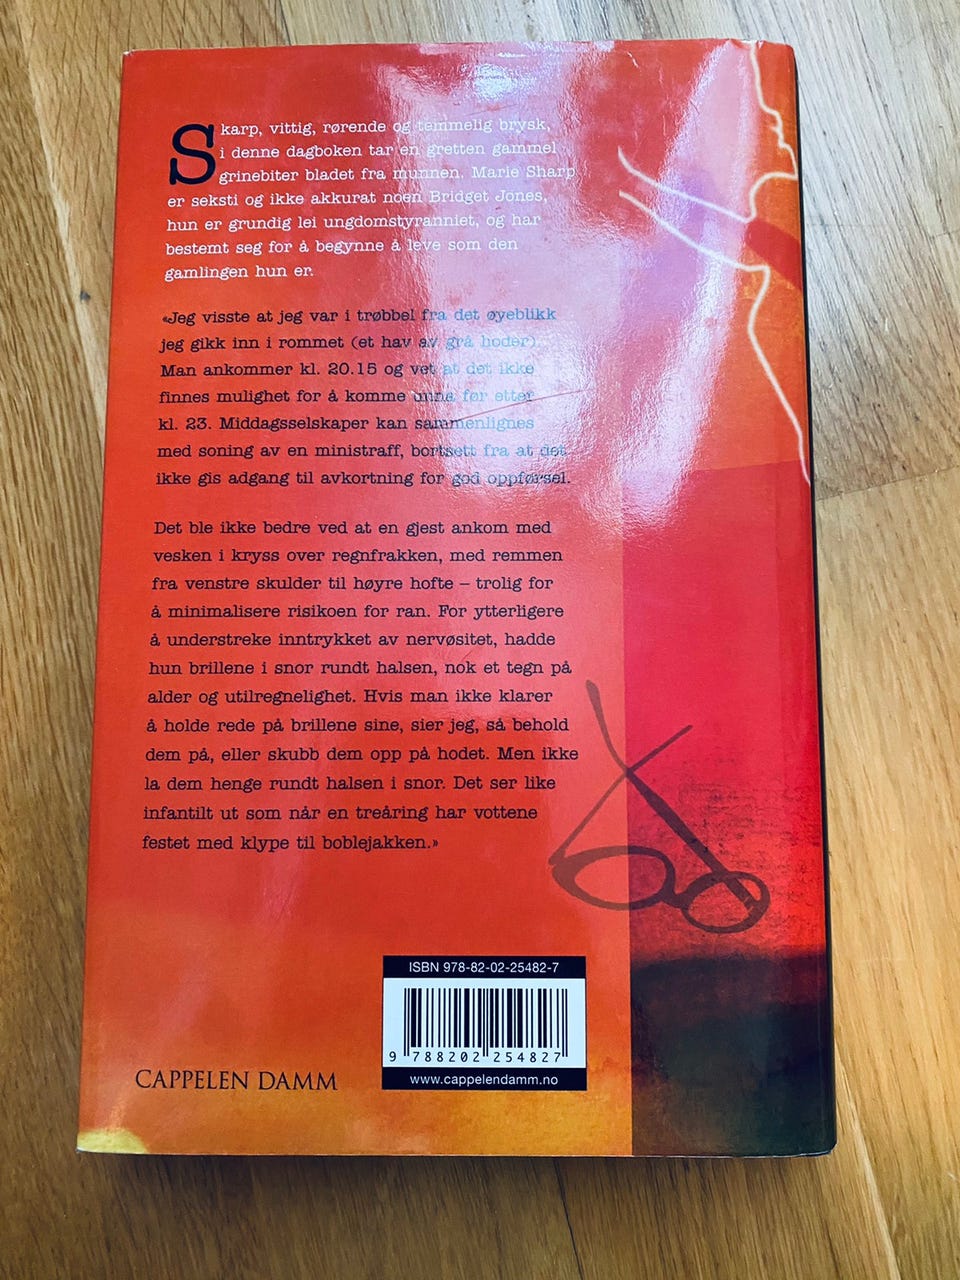 Skarp, vittig, rørende og temmelig brysk,
i denne dagboken tar en gretten gammel
grinebiter bladet fra munnen. Marie Sharp
er seksti og ikke akkurat noen Bridget Jones,
hun er grundig lei ungdomstyranniet, og har
bestemt seg for å begynne å leve som den
gamlingen hun er.
«Jeg visste at jeg var i trøbbel fra det øyeblikk
jeg gikk inn i rommet (et hav av grå hoder).
Man ankommer kl. 20.15 og vet at det ikke
finnes mulighet for å komme unna før etter
kl. 23. Middagsselskaper kan sammenlignes
med soning av en ministraff, bortsett fra at det
ikke gis adgang til avkortning for god oppførsel.
Det ble ikke bedre ved at en gjest ankom med
vesken i kryss over regnfrakken, med remmen
fra venstre skulder til høyre hofte – trolig for
å minimalisere risikoen for ran. For ytterligere
å understreke inntrykket av nervøsitet, hadde
hun brillene i snor rundt halsen, nok et tegn på
alder og utilregnelighet. Hvis man ikke klarer
å holde rede på brillene sine, sier jeg, så behold
dem på, eller skubb dem opp på hodet. Men ikke
la dem henge rundt halsen i snor. Det ser like
infantilt ut som når en treåring har vottene
festet med klype til boblejakken.»
ISBN 978-82-02-25482-7
9 788202 254827
www.cappelendamm.no
CAPPELEN DAMM